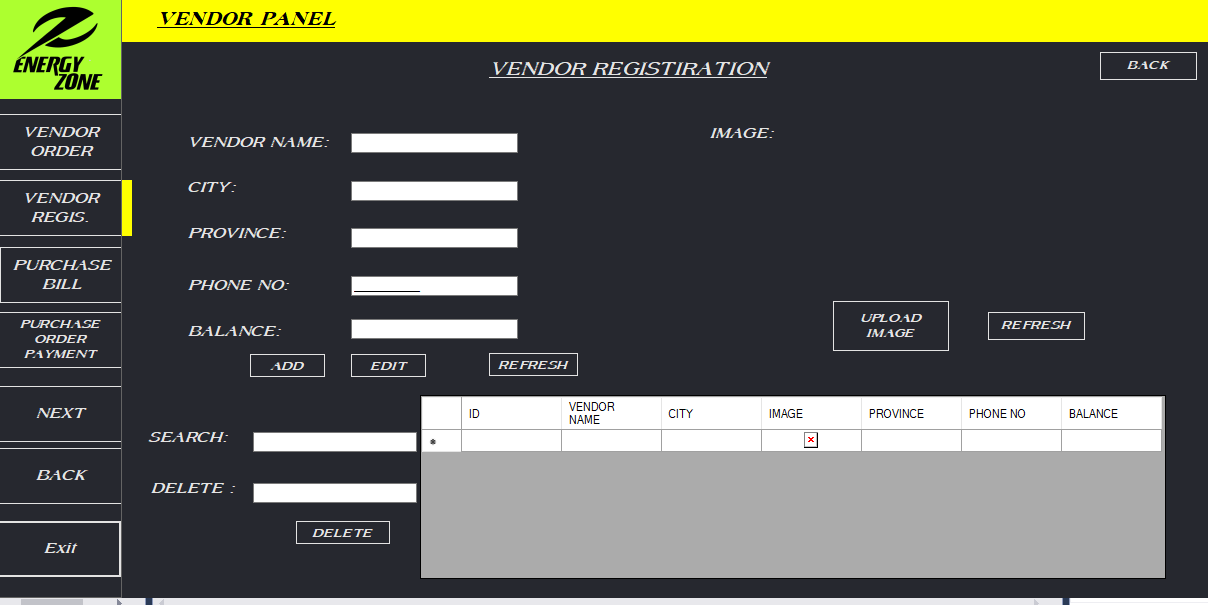 ENERGY
ZONE
VENDOR PANEL
VENDOR REGISTIRATION
BACK
VENDOR
ORDER
VENDOR
REGIS.
PURCHASE
BILL
PURCHASE
ORDER
PAYMENT
NEXT
BACK
Exit
VENDOR NAME:
IMAGE:
CITY:
PROVINCE:
PHONE NO:
BALANCE:
UPLOAD
IMAGE
REFRESH
ADD
EDIT
REFRESH
SEARCH:
DELETE :
DELETE
ID
VENDOR
NAME
CITY
IMAGE
PROVINCE
PHONE NO
BALANCE